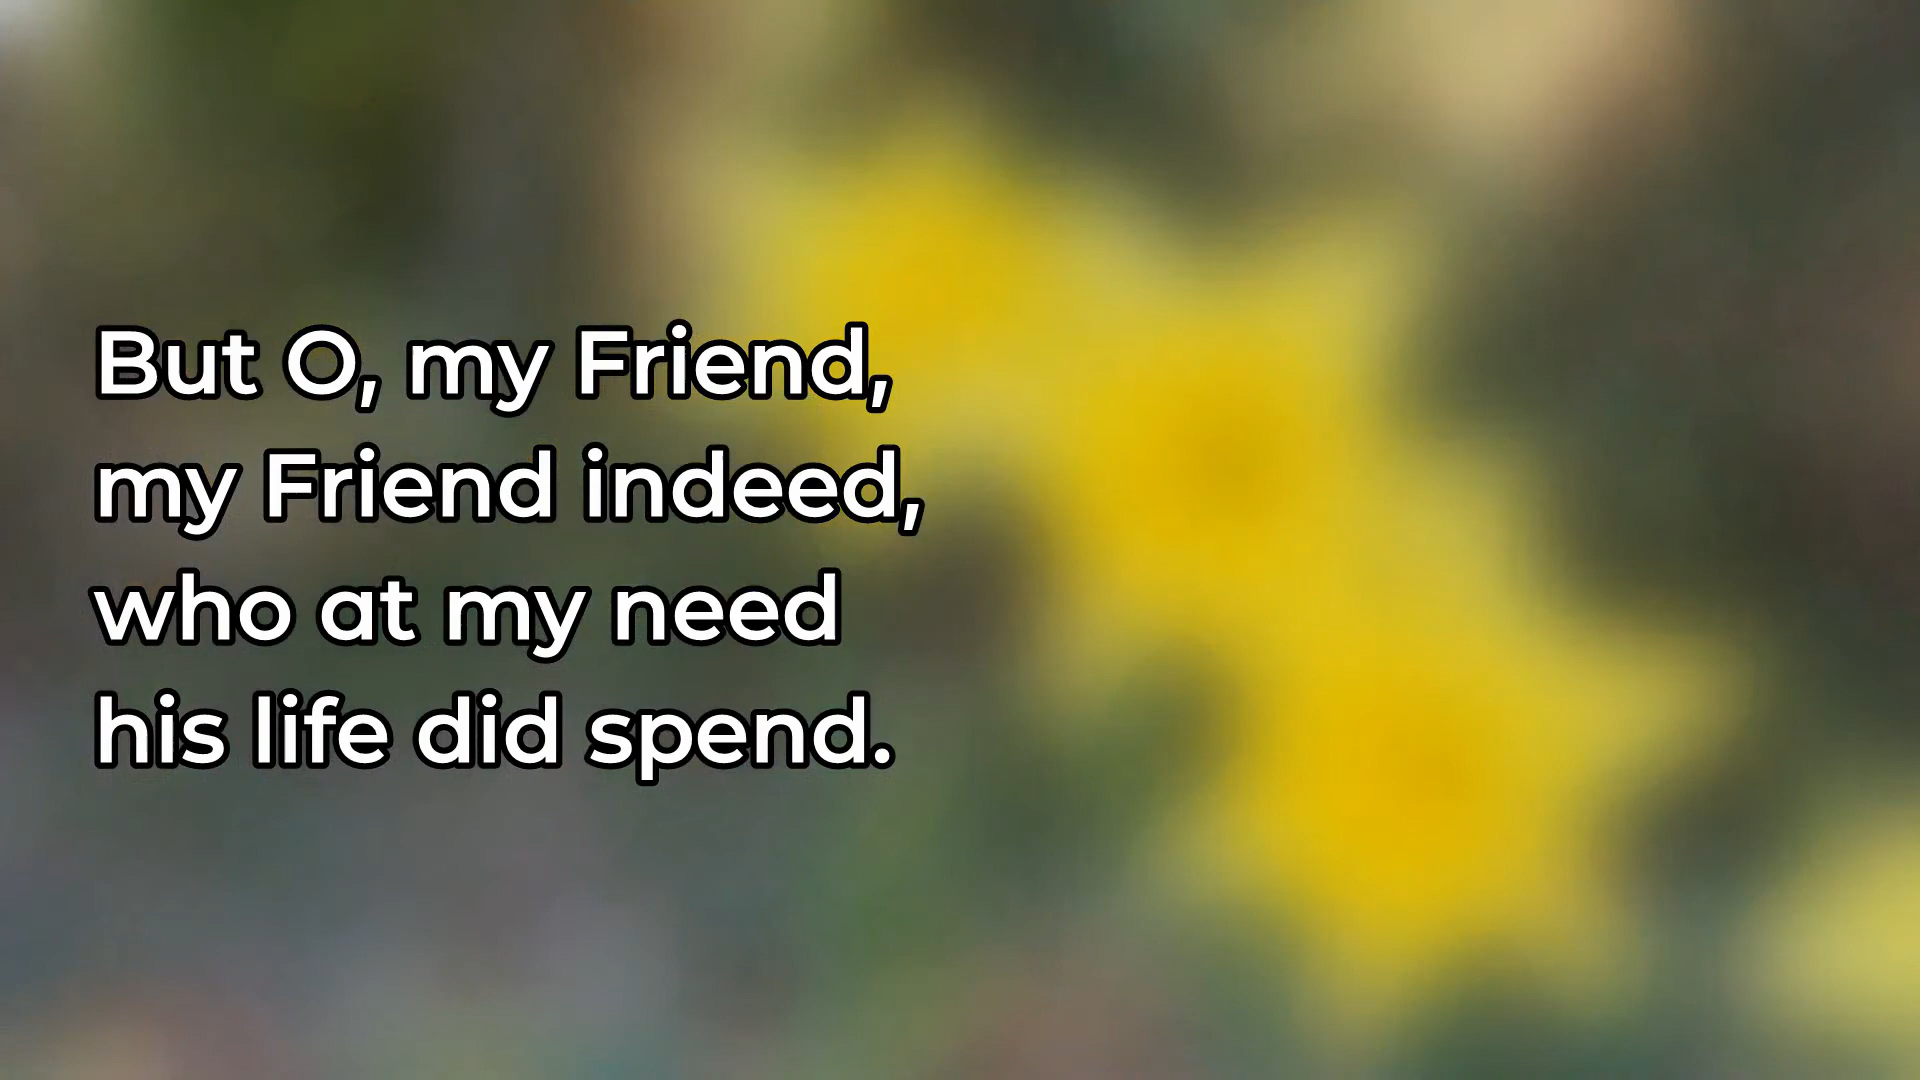 But O, my Friend,
my Friend indeed,
who at my need
his life did spend.